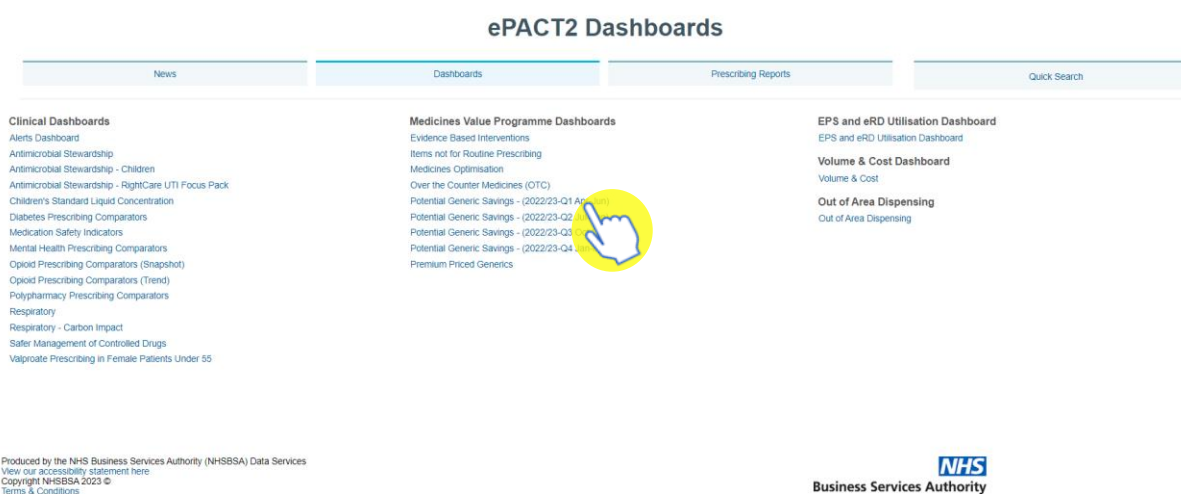 ePACT2 Dashboards
News
Dashboards
Prescribing Reports
Quick Search
Clinical Dashboards
Alerts Dashboard
Antimicrobial Stewardship
Antimicrobial Stewardship - Children
Antimicrobial Stewardship - RightCare UTI Focus Pack
Children's Standard Liquid Concentration
Diabetes Prescribing Comparators
Medication Safety Indicators
Mental Health Prescribing Comparators
Opioid Prescribing Comparators (Snapshot)
Opioid Prescribing Comparators (Trend)
Polypharmacy Prescribing Comparators
Respiratory
Respiratory - Carbon Impact
Safer Management of Controlled Drugs
Valproate Prescribing in Female Patients Under 55
Medicines Value Programme Dashboards
Evidence Based Interventions
Items not for Routine Prescribing
Medicines Optimisation
Over the Counter Medicines (OTC)
Potential Generic Savings - (2022/23-Q1
Potential Generic Savings - (2022/23-Q2
Potential Generic Savings - (2022/23-Q3
Potential Generic Savings - (2022/23-Q4
Premium Priced Generics
EPS and eRD Utilisation Dashboard
EPS and eRD Utilisation Dashboard
Volume & Cost Dashboard
Volume & Cost
Out of Area Dispensing
Out of Area Dispensing
Produced by the NHS Business Services Authority (NHSBSA) Data Services
View our accessibility statement here
Copyright NHSBSA 2023 ©
Terms & Conditions
NHS
Business Services Authority